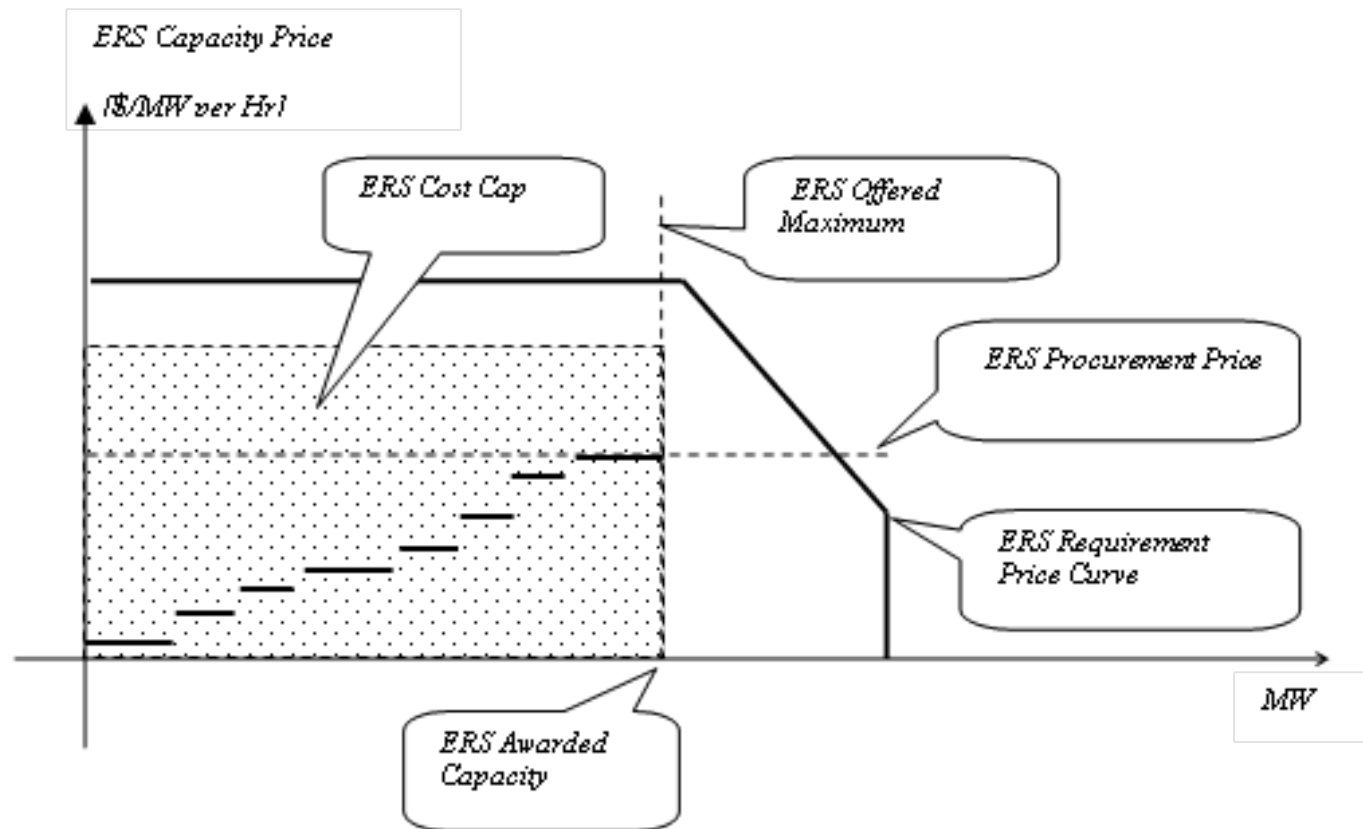 ERS Capacity Price
[$/MW per Hr]
ERS Cost Cap
ERS Offered
Maximum
ERS Procurement Price
ERS Requirement
Price Curve
MW
ERS Awarded
Capacity